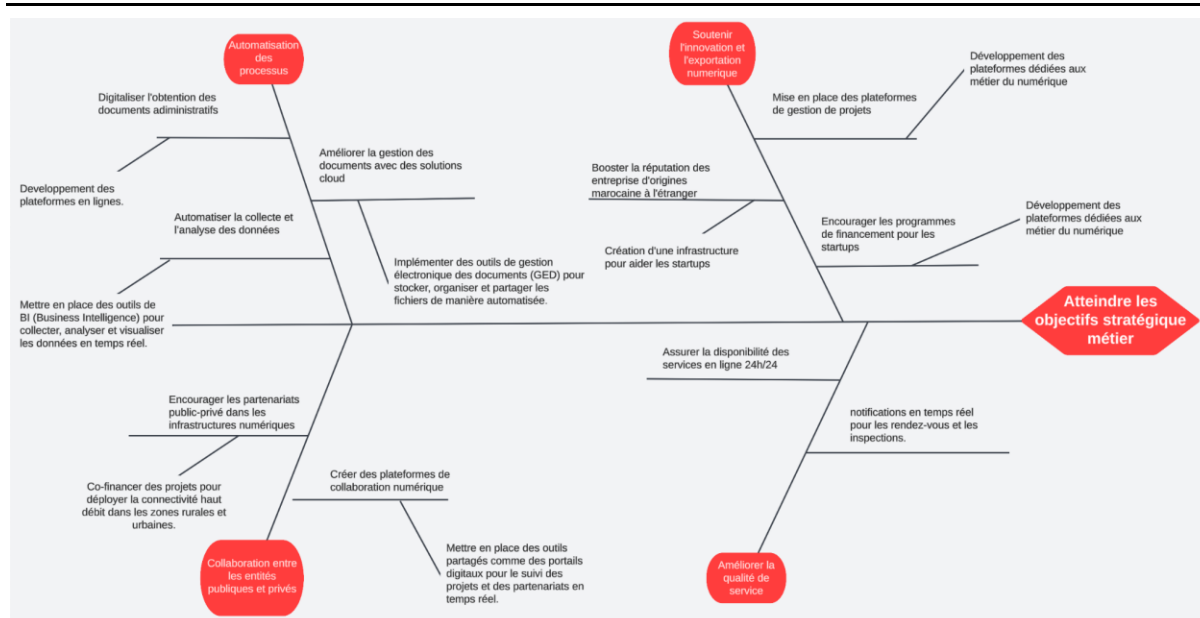 Automatisation
des
processus
Digitaliser l'obtention des
documents adiministratifs
Developpement des
plateformes en lignes.
Améliorer la gestion des
documents avec des solutions
cloud
Implémenter des outils de gestion
électronique des documents (GED) pour
stocker, organiser et partager les
fichiers de manière automatisée.
Automatiser la collecte et
l'analyse des données
Mettre en place des outils de
BI (Business Intelligence) pour
collecter, analyser et visualiser
les données en temps réel.
Soutenir
l'innovation et
l'exportation
numerique
Mise en place des plateformes
de gestion de projets
Développement des
plateformes dédiées aux
métier du numérique
Booster la réputation des
entreprise d'origines
marocaine à l'étranger
Création d'une infrastructure
pour aider les startups
Encourager les programmes
de financement pour les
startups
Développement des
plateformes dédiées aux
métier du numérique
Atteindre les
objectifs stratégique
métier
Encourager les partenariats
public-privé dans les
infrastructures numériques
Co-financer des projets pour
déployer la connectivité haut
débit dans les zones rurales et
urbaines.
Créer des plateformes de
collaboration numérique
Mettre en place des outils
partagés comme des portails
digitaux pour le suivi des
projets et des partenariats en
temps réel.
Collaboration entre
les entités
publiques et privés
Assurer la disponibilité des
services en ligne 24h/24
notifications en temps réel
pour les rendez-vous et les
inspections.
Améliorer la
qualité de
service